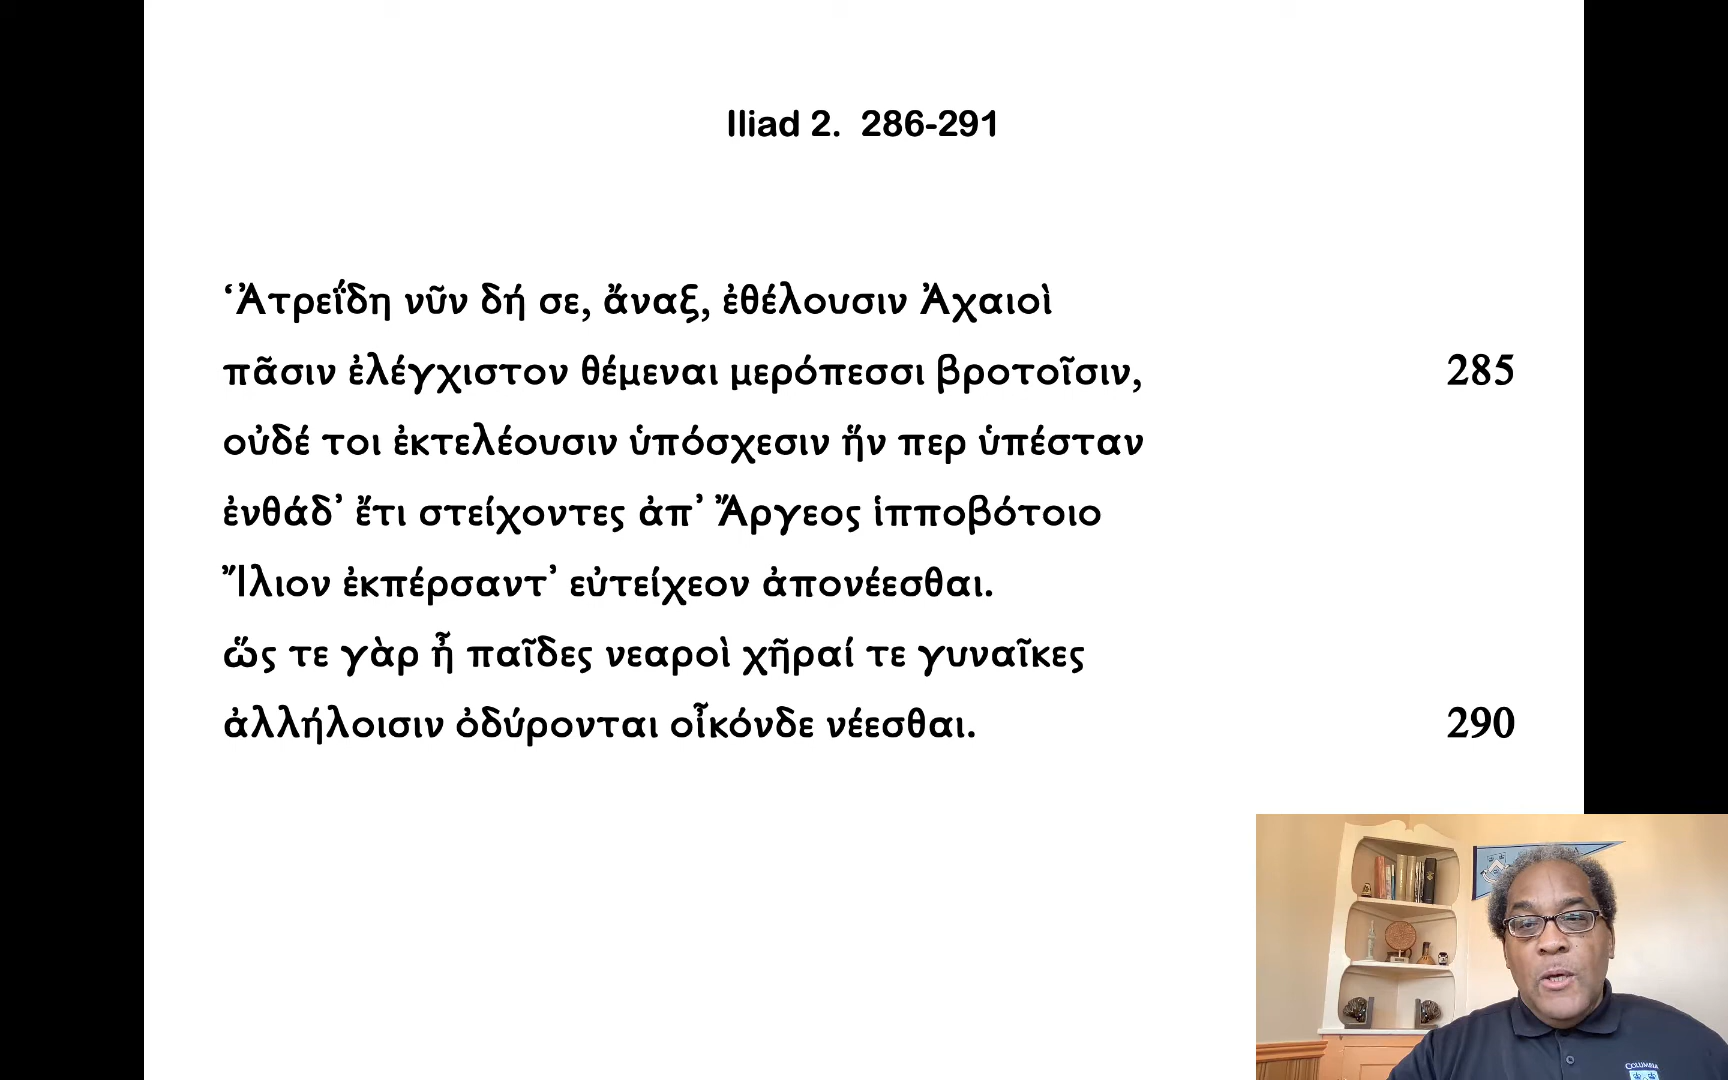 Iliad 2. 286-291
‘Ἀτρεΐδη νῦν δή σε, ἄναξ, ἐθέλουσιν Ἀχαιοὶ
πᾶσιν ἐλέγχιστον θέμεναι μερόπεσσι βροτοῖσιν, 285
οὐδέ τοι ἐκτελέουσιν ὑπόσχεσιν ἥν περ ὑπέσταν
ἐνθάδ’ ἔτι στείχοντες ἀπ’ Ἄργεος ἱπποβότοιο
Ἴλιον ἐκπέρσαντ’ εὐτείχεον ἀπονέεσθαι.
ὥς τε γὰρ ἦ παῖδες νεαροὶ χῆραί τε γυναῖκες
ἀλλήλοισιν ὀδύρονται οἶκόνδε νέεσθαι. 290
COLUMBIA